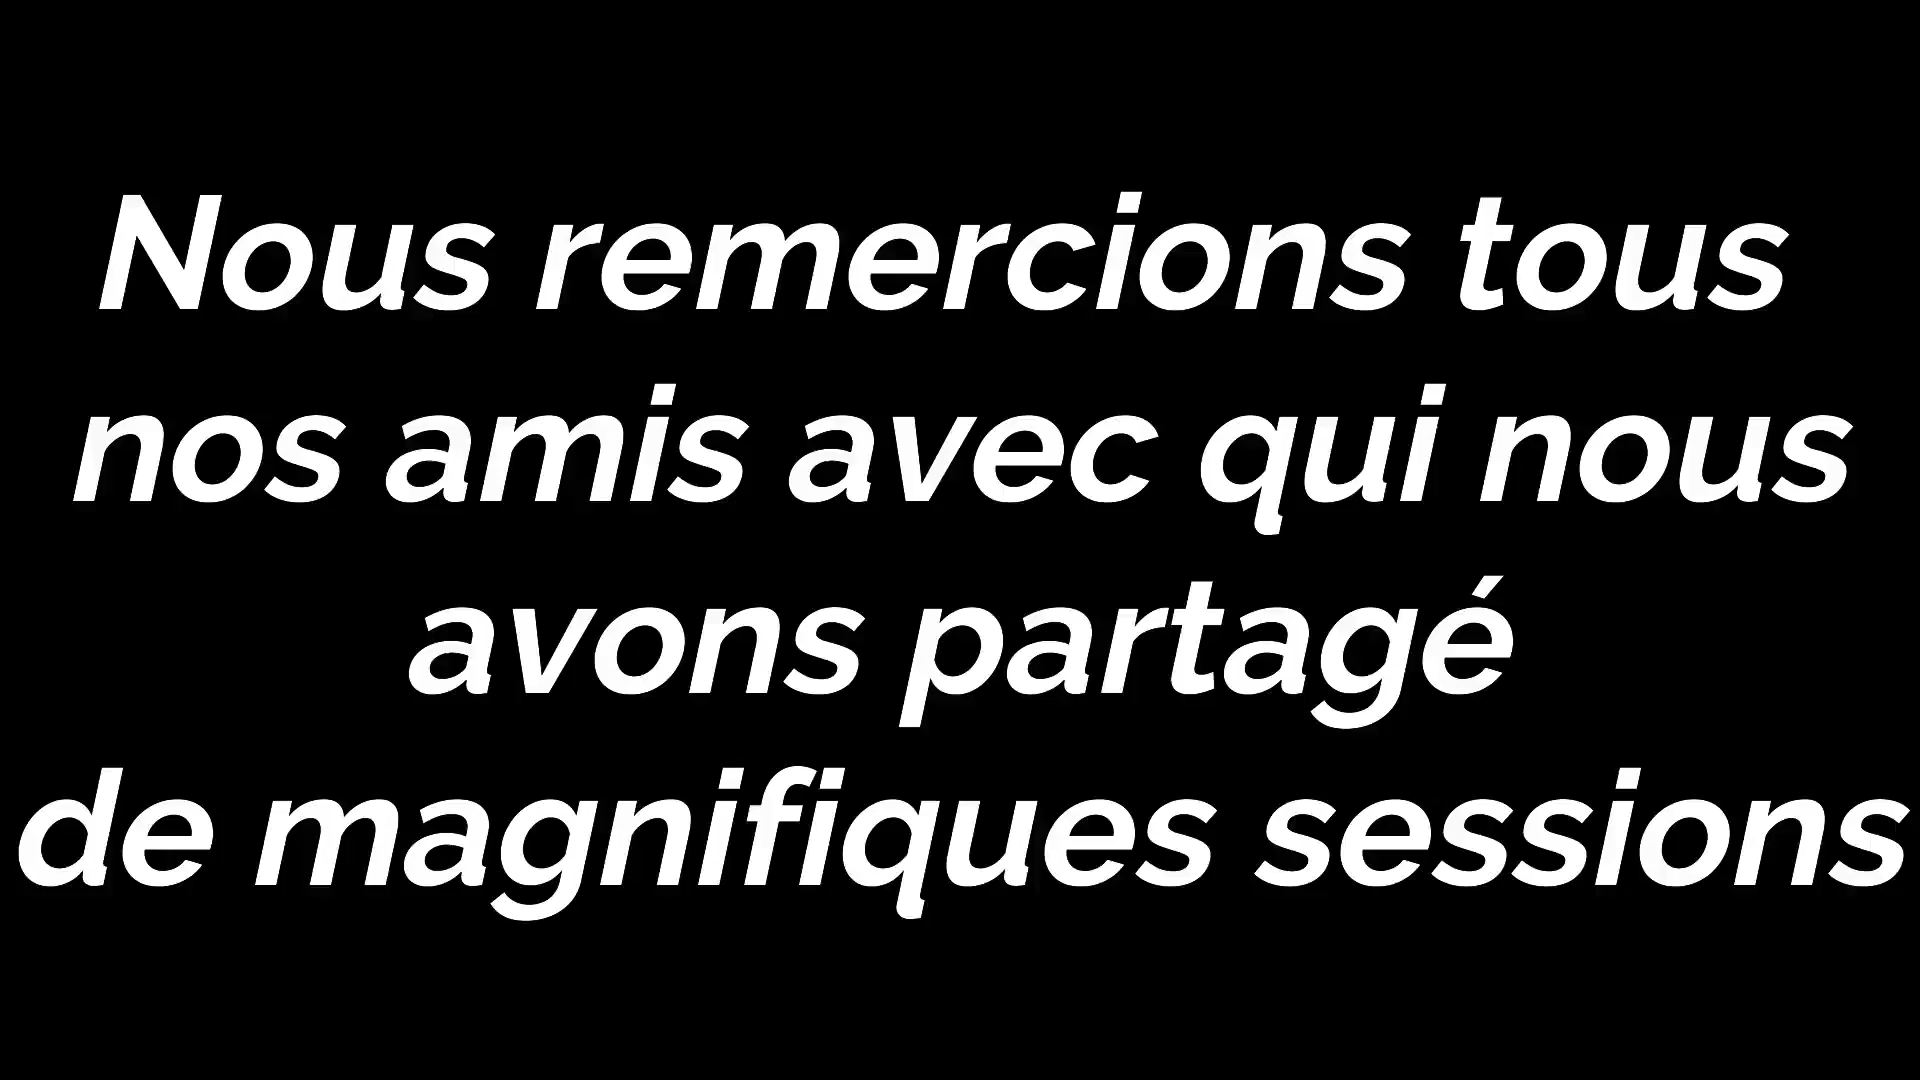 Nous remercions tous
nos amis avec qui nous
avons partagé
de magnifiques sessions